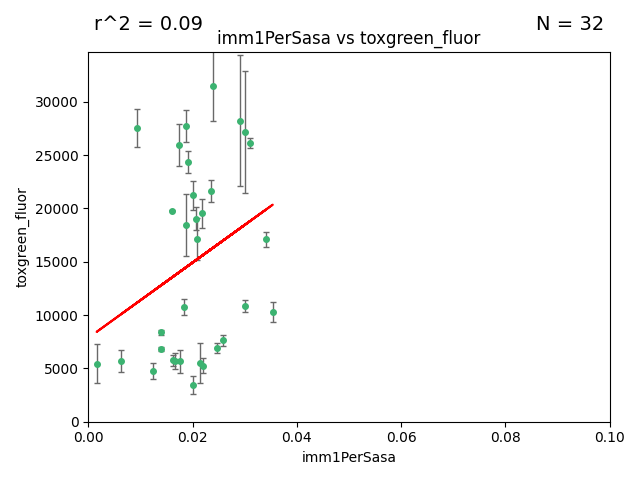 r^2 = 0.09
N = 32
imm1PerSasa vs toxgreen_fluor
30000
25000
20000
15000
10000
5000
0
toxgreen_fluor
0.00
0.02
0.04
0.06
0.08
0.10
imm1PerSasa